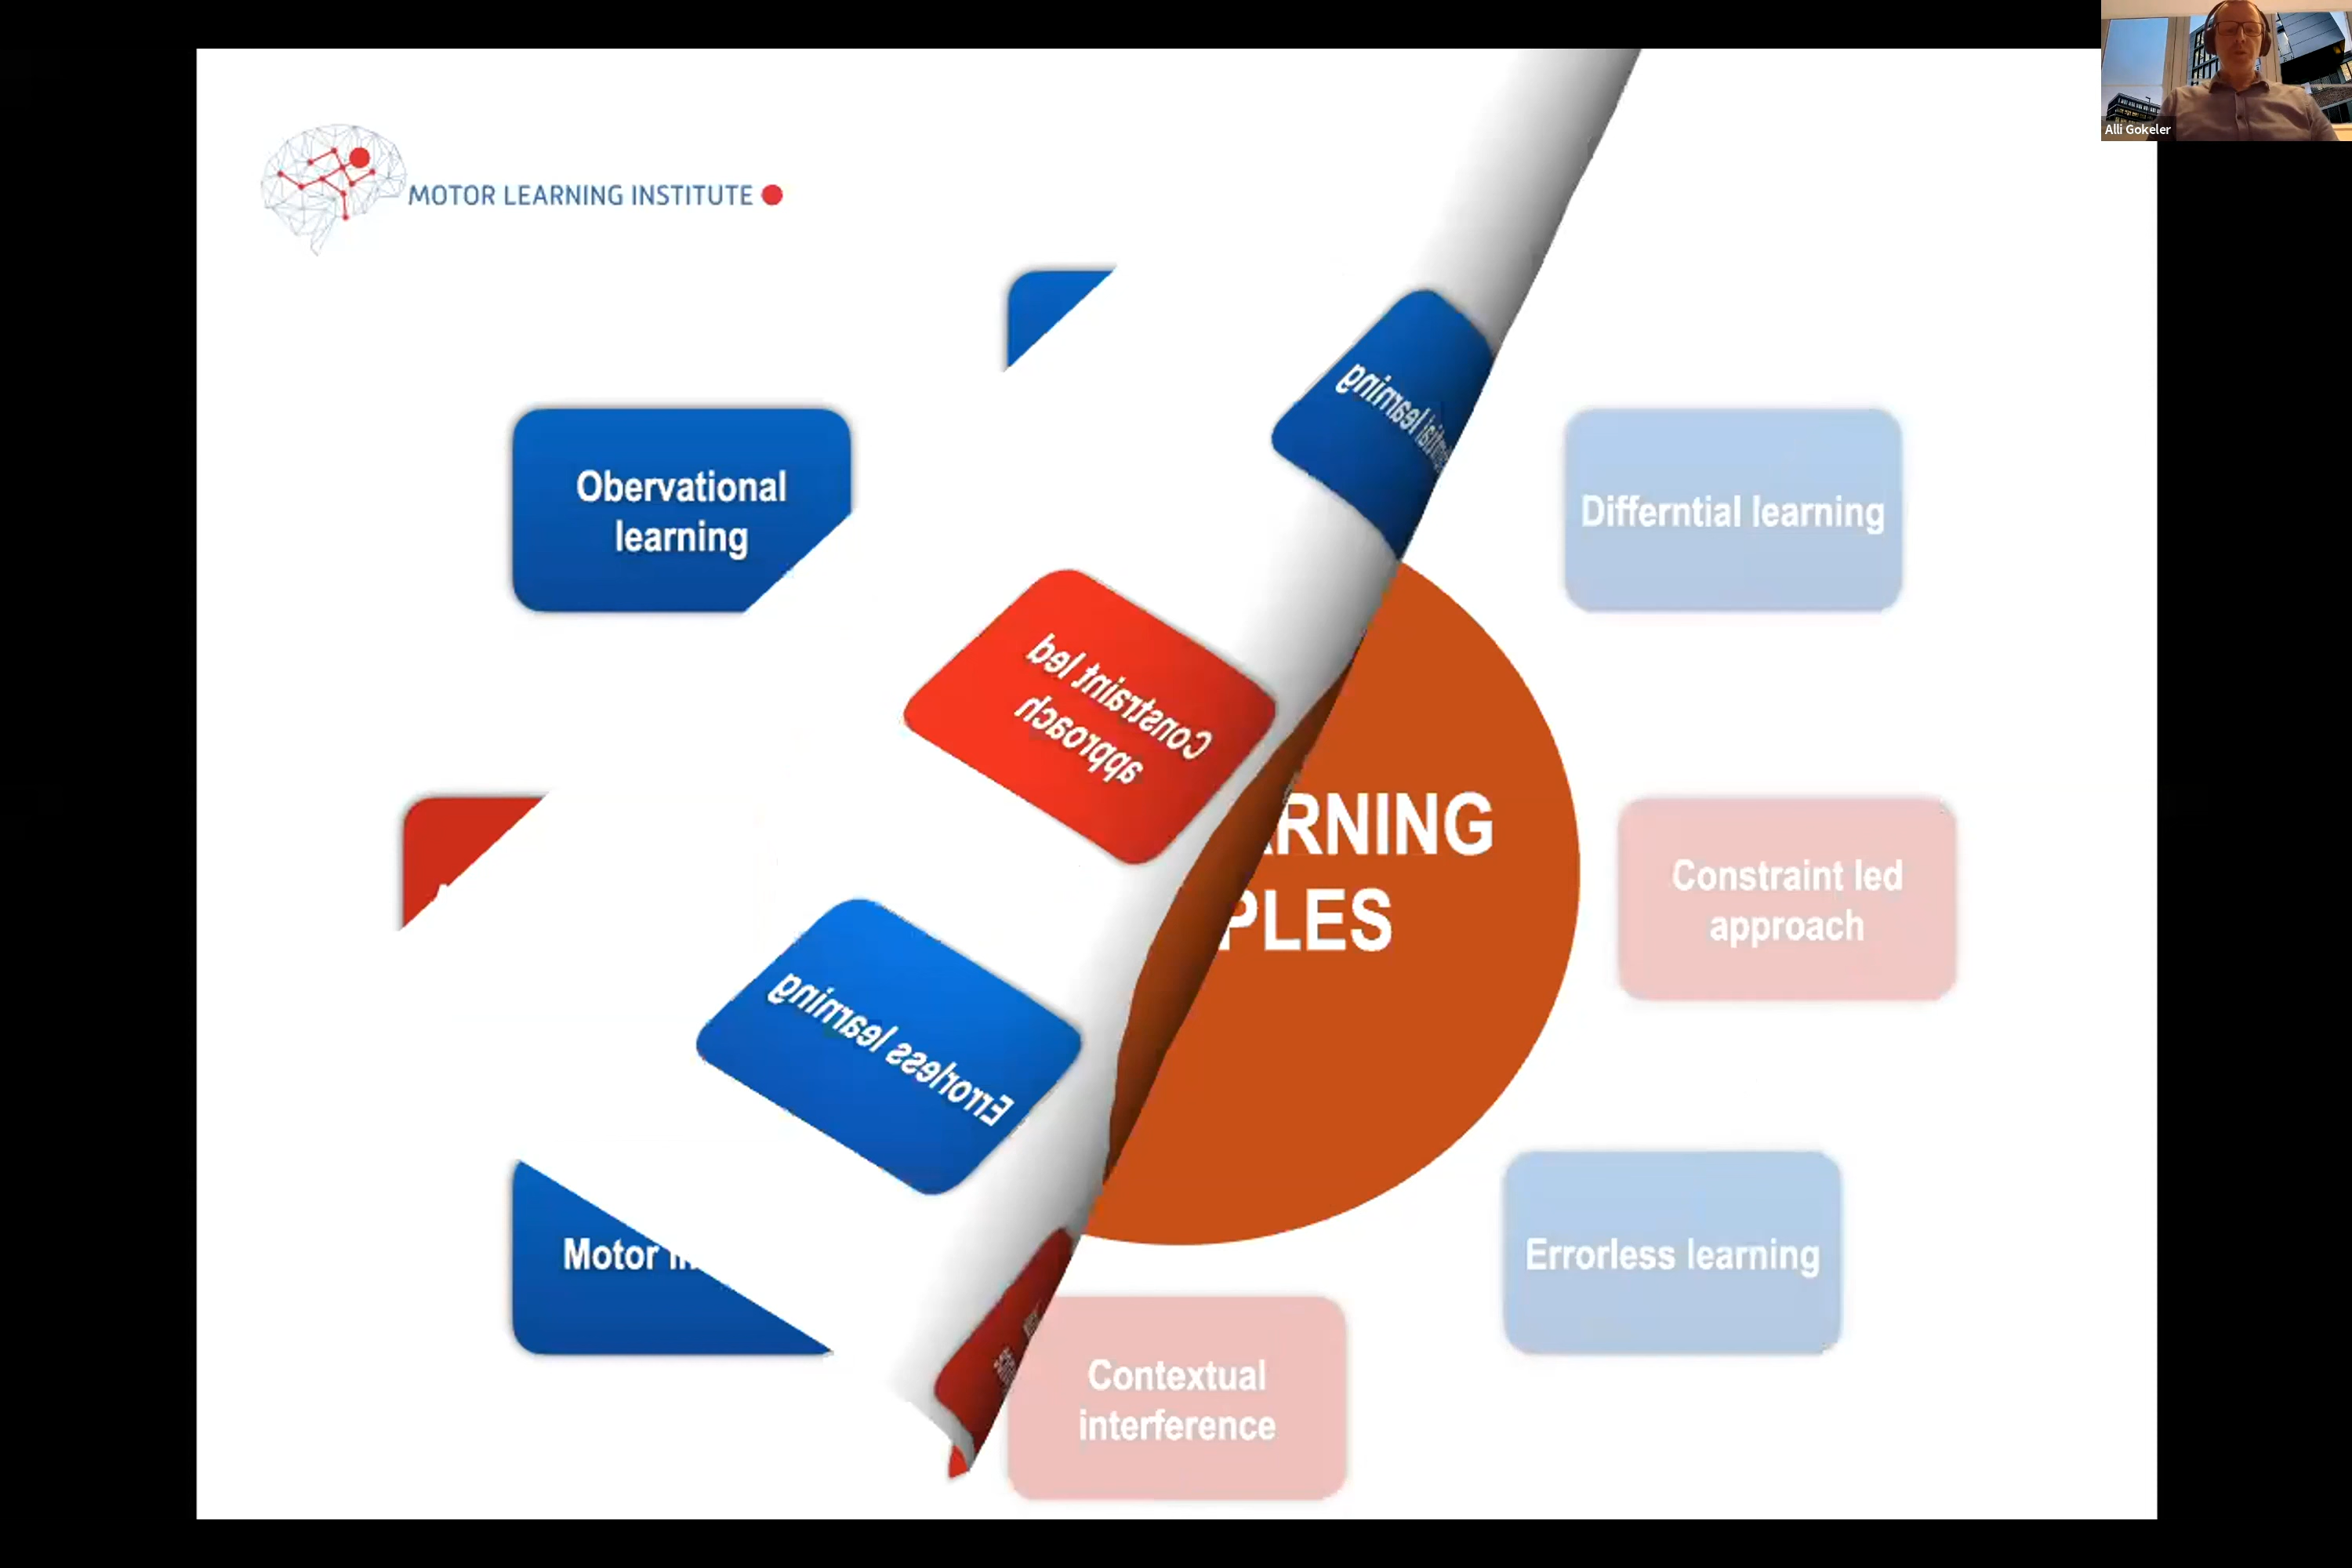 Alli Gokeler
MOTOR LEARNING INSTITUTE
learning
Obervational
learning
Differntial learning
Constraint led
approach
RNING
PLES
Constraint led
approach
Errorless learning
Motor
Errorless learning
Contextual
interference